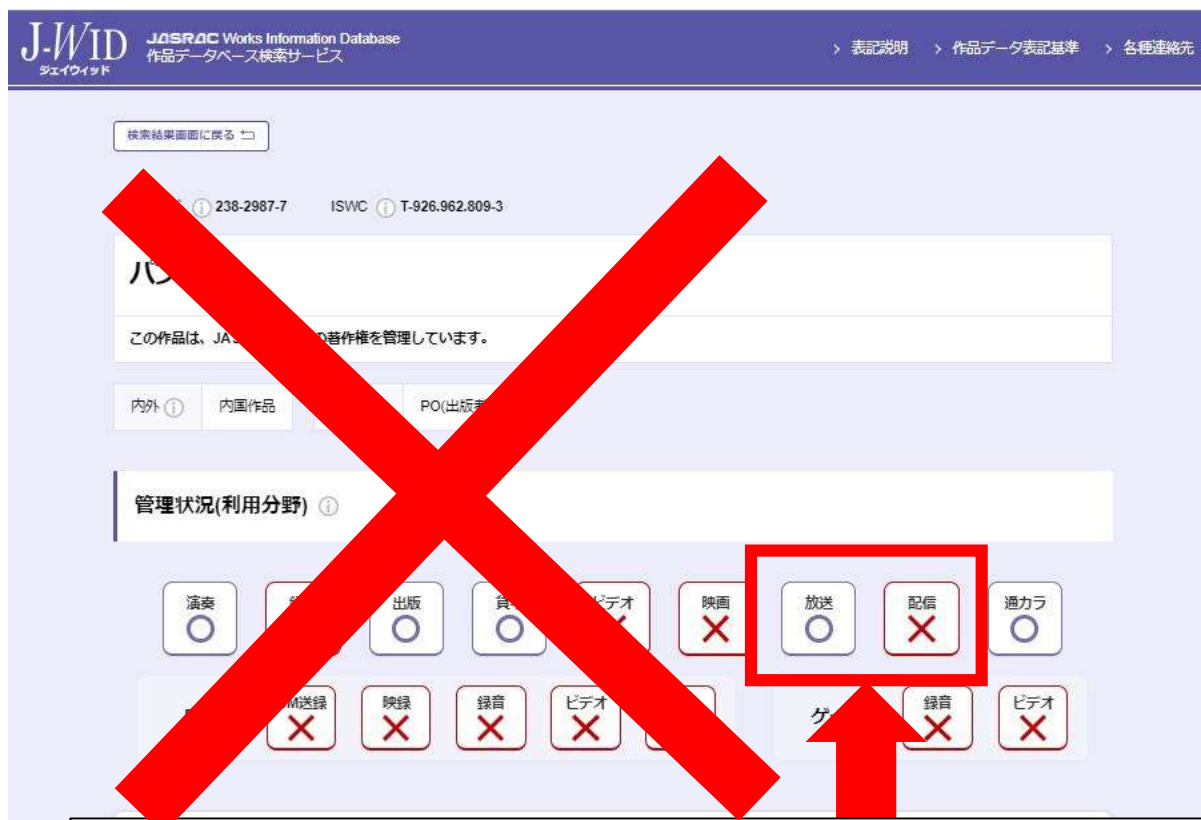 J-WID JASRAC Works Information Database
ジェイウィッド 作品データベース検索サービス
> 表記説明 > 作品データ表記基準 > 各種連絡先
検索結果画面に戻る
238-2987-7 ISWC T-926.962.809-3
この作品は、JAS の著作権を管理しています。
内外 内国作品 PO(出版者
管理状況(利用分野)
演奏 出版 ビデオ 映画 放送 配信 通カラ
M送録 映録 録音 ビデオ 録音 ビデオ